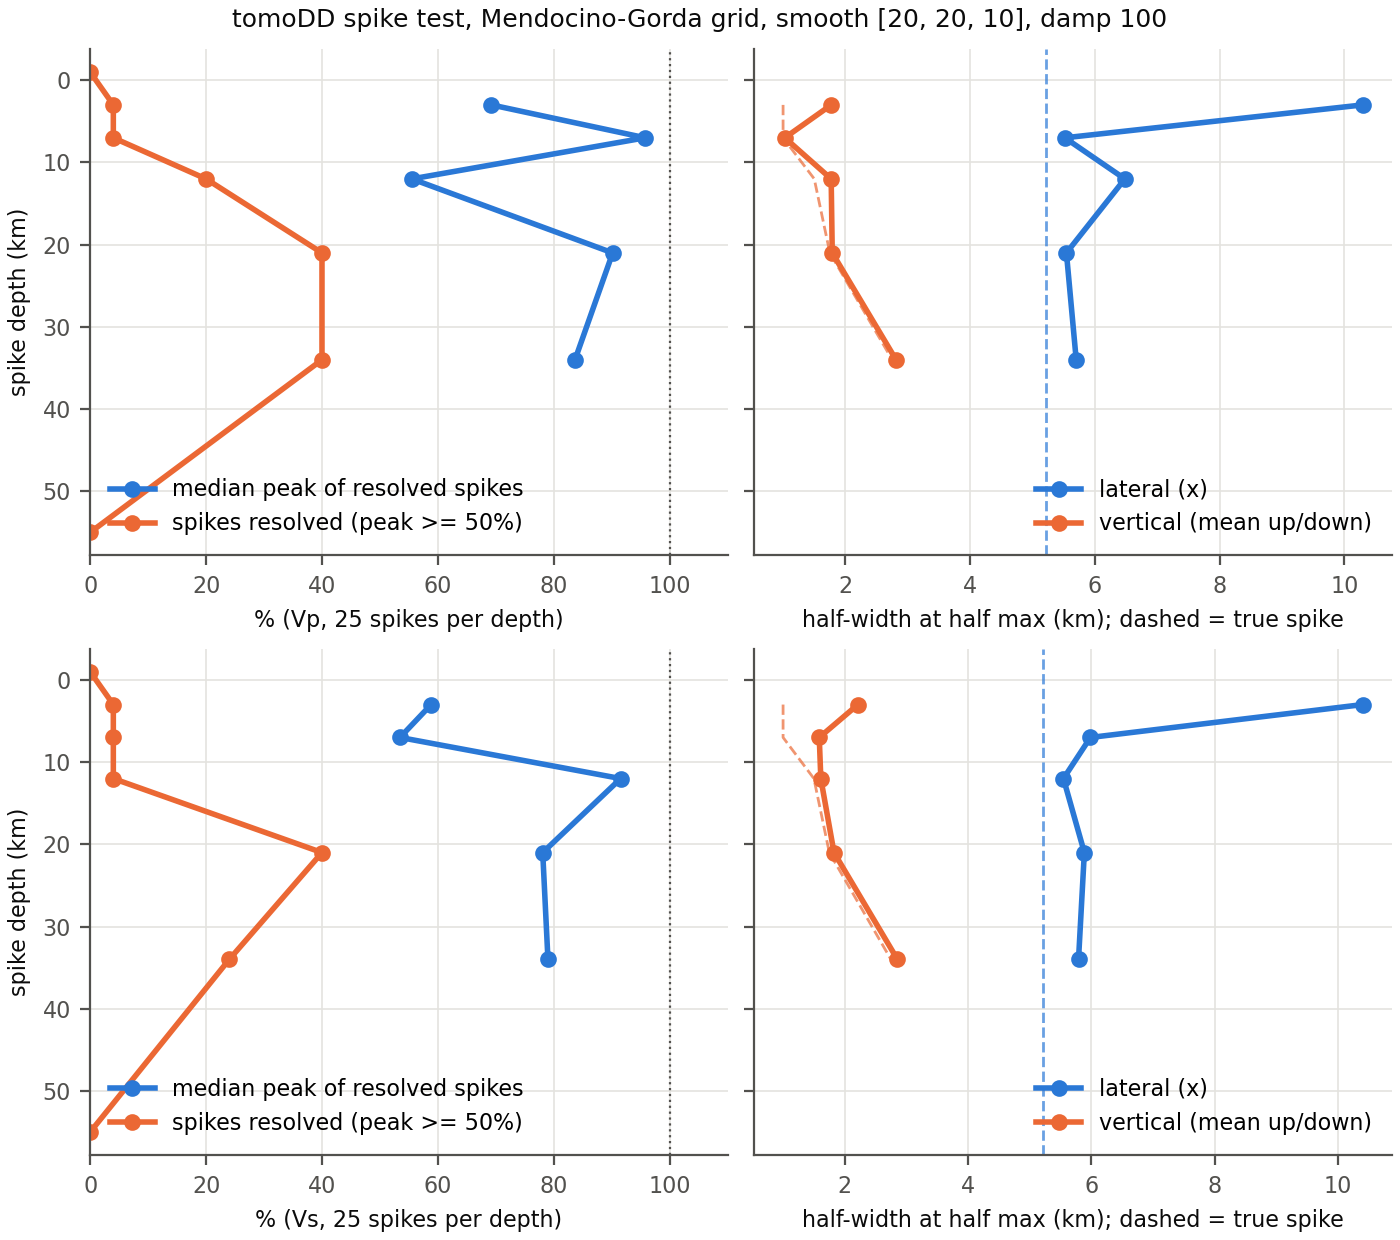 tomoDD spike test, Mendocino-Gorda grid, smooth [20, 20, 10], damp 100
spike depth (km)
0
10
20
30
40
50
median peak of resolved spikes
spikes resolved (peak >= 50%)
0 20 40 60 80 100
% (Vp, 25 spikes per depth)
lateral (x)
vertical (mean up/down)
2 4 6 8 10
half-width at half max (km); dashed = true spike
spike depth (km)
0
10
20
30
40
50
median peak of resolved spikes
spikes resolved (peak >= 50%)
0 20 40 60 80 100
% (Vs, 25 spikes per depth)
lateral (x)
vertical (mean up/down)
2 4 6 8 10
half-width at half max (km); dashed = true spike